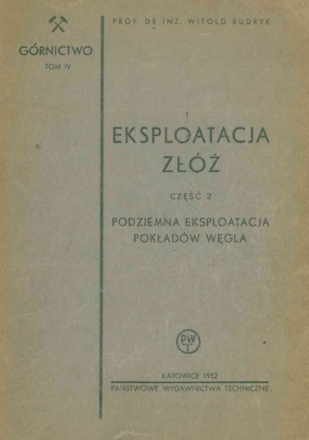 PROF. DR INŻ. WITOLD BUDRYK
GÓRNICTWO
TOM IV
EKSPLOATACJA
ZŁÓŻ
CZĘŚĆ 2
PODZIEMNA EKSPLOATACJA
POKŁADÓW WĘGLA
PWT
KATOWICE 1952
PAŃSTWOWE WYDAWNICTWA TECHNICZNE